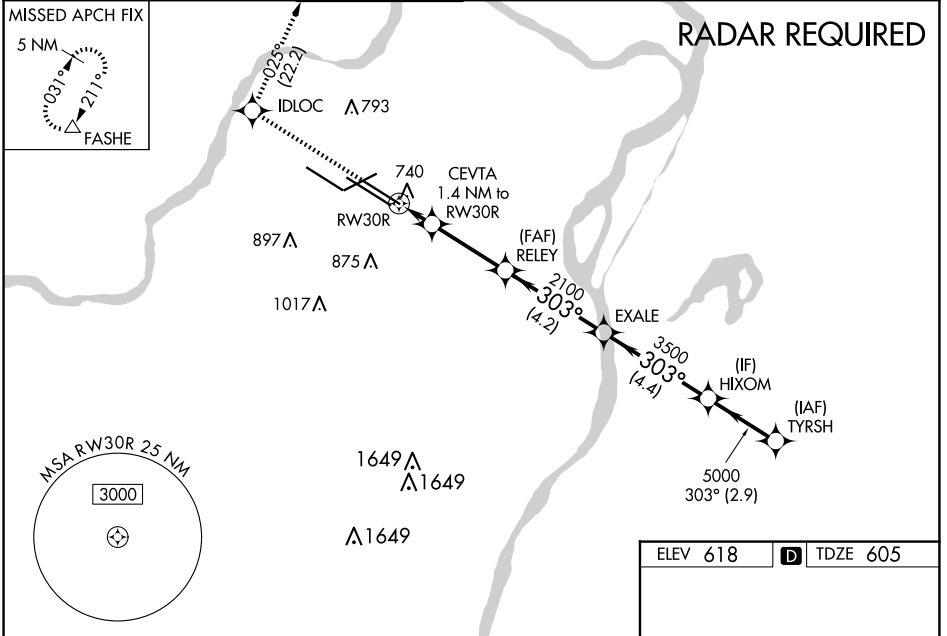 MISSED APCH FIX
5 NM
031°
211°
FASHE
RADAR REQUIRED
025°
(22.2)
IDLOC
793
740
CEVTA
1.4 NM to
RW30R
RW30R
897
875
1017
(FAF)
RELEY
2100
303°
(4.2)
EXALE
3500
303°
(4.4)
(IF)
HIXOM
(IAF)
TYRSH
5000
303° (2.9)
MSA RW30R 25 NM
3000
1649
1649
1649
ELEV 618 D TDZE 605